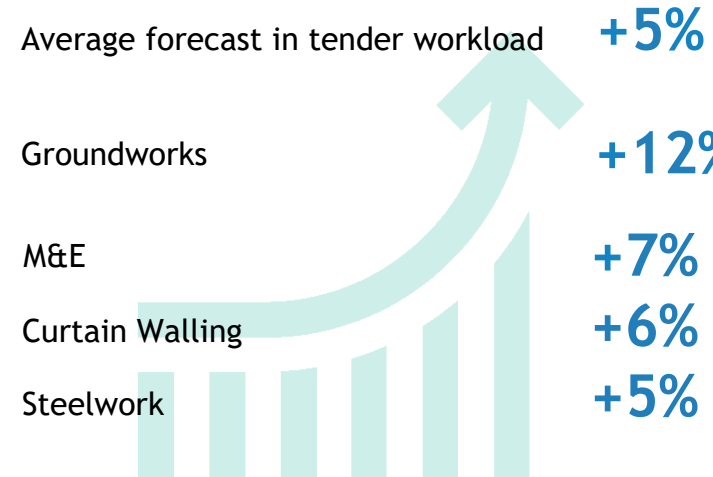 Average forecast in tender workload +5%
Groundworks +12%
M&E +7%
Curtain Walling +6%
Steelwork +5%